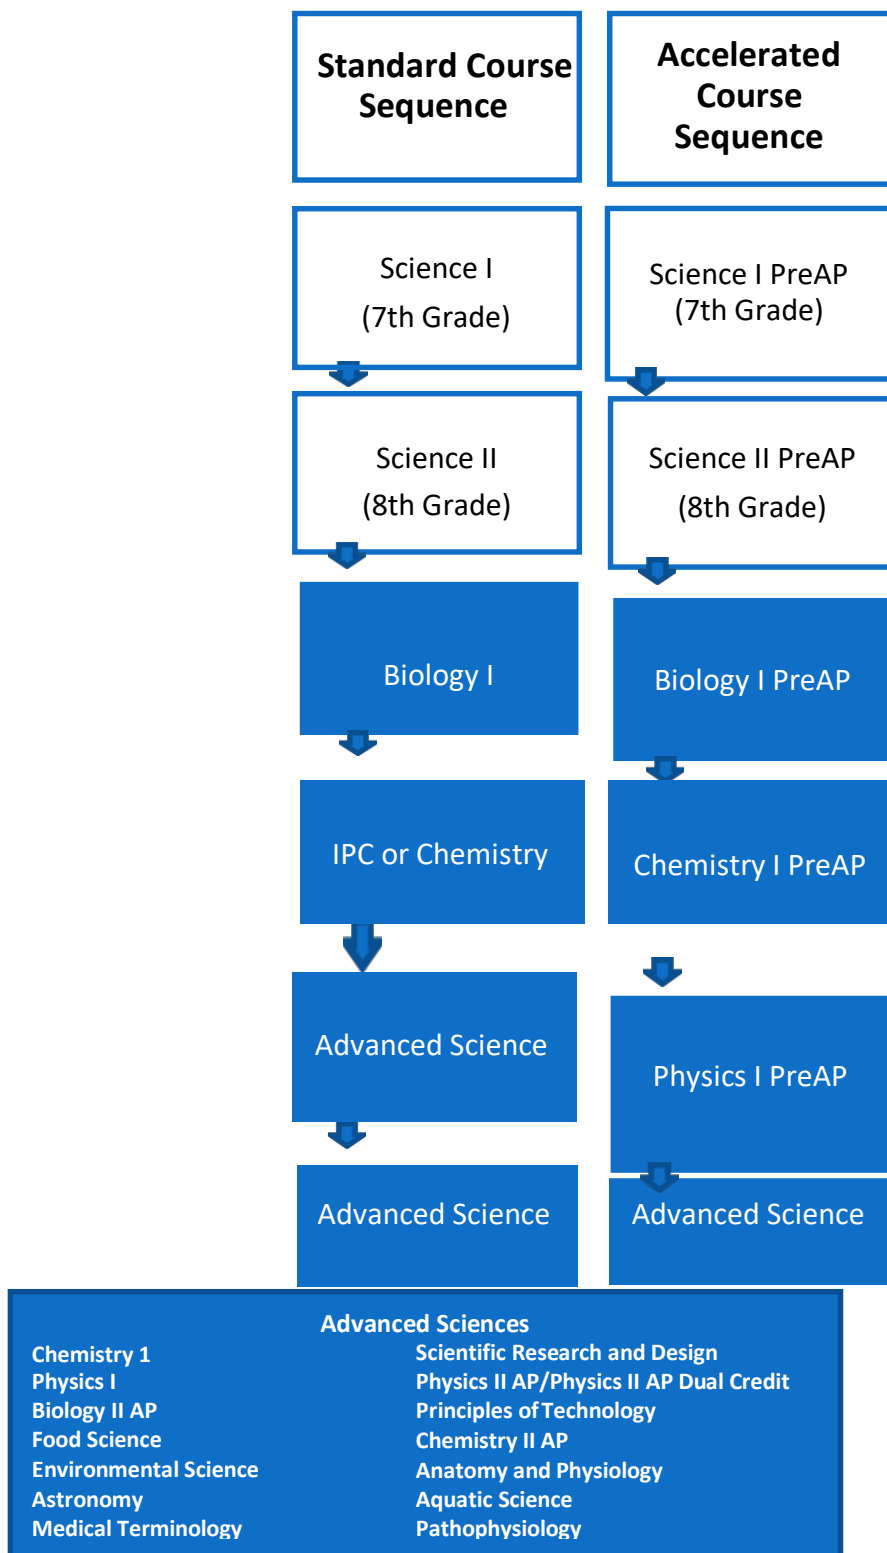 Standard Course
Sequence
Accelerated
Course
Sequence
Science I
(7th Grade)
Science I PreAP
(7th Grade)
Science II
(8th Grade)
Science II PreAP
(8th Grade)
Biology I
Biology I PreAP
IPC or Chemistry
Chemistry I PreAP
Advanced Science
Physics I PreAP
Advanced Science
Advanced Science
Advanced Sciences
Chemistry 1
Physics I
Biology II AP
Food Science
Environmental Science
Astronomy
Medical Terminology
Scientific Research and Design
Physics II AP/Physics II AP Dual Credit
Principles of Technology
Chemistry II AP
Anatomy and Physiology
Aquatic Science
Pathophysiology